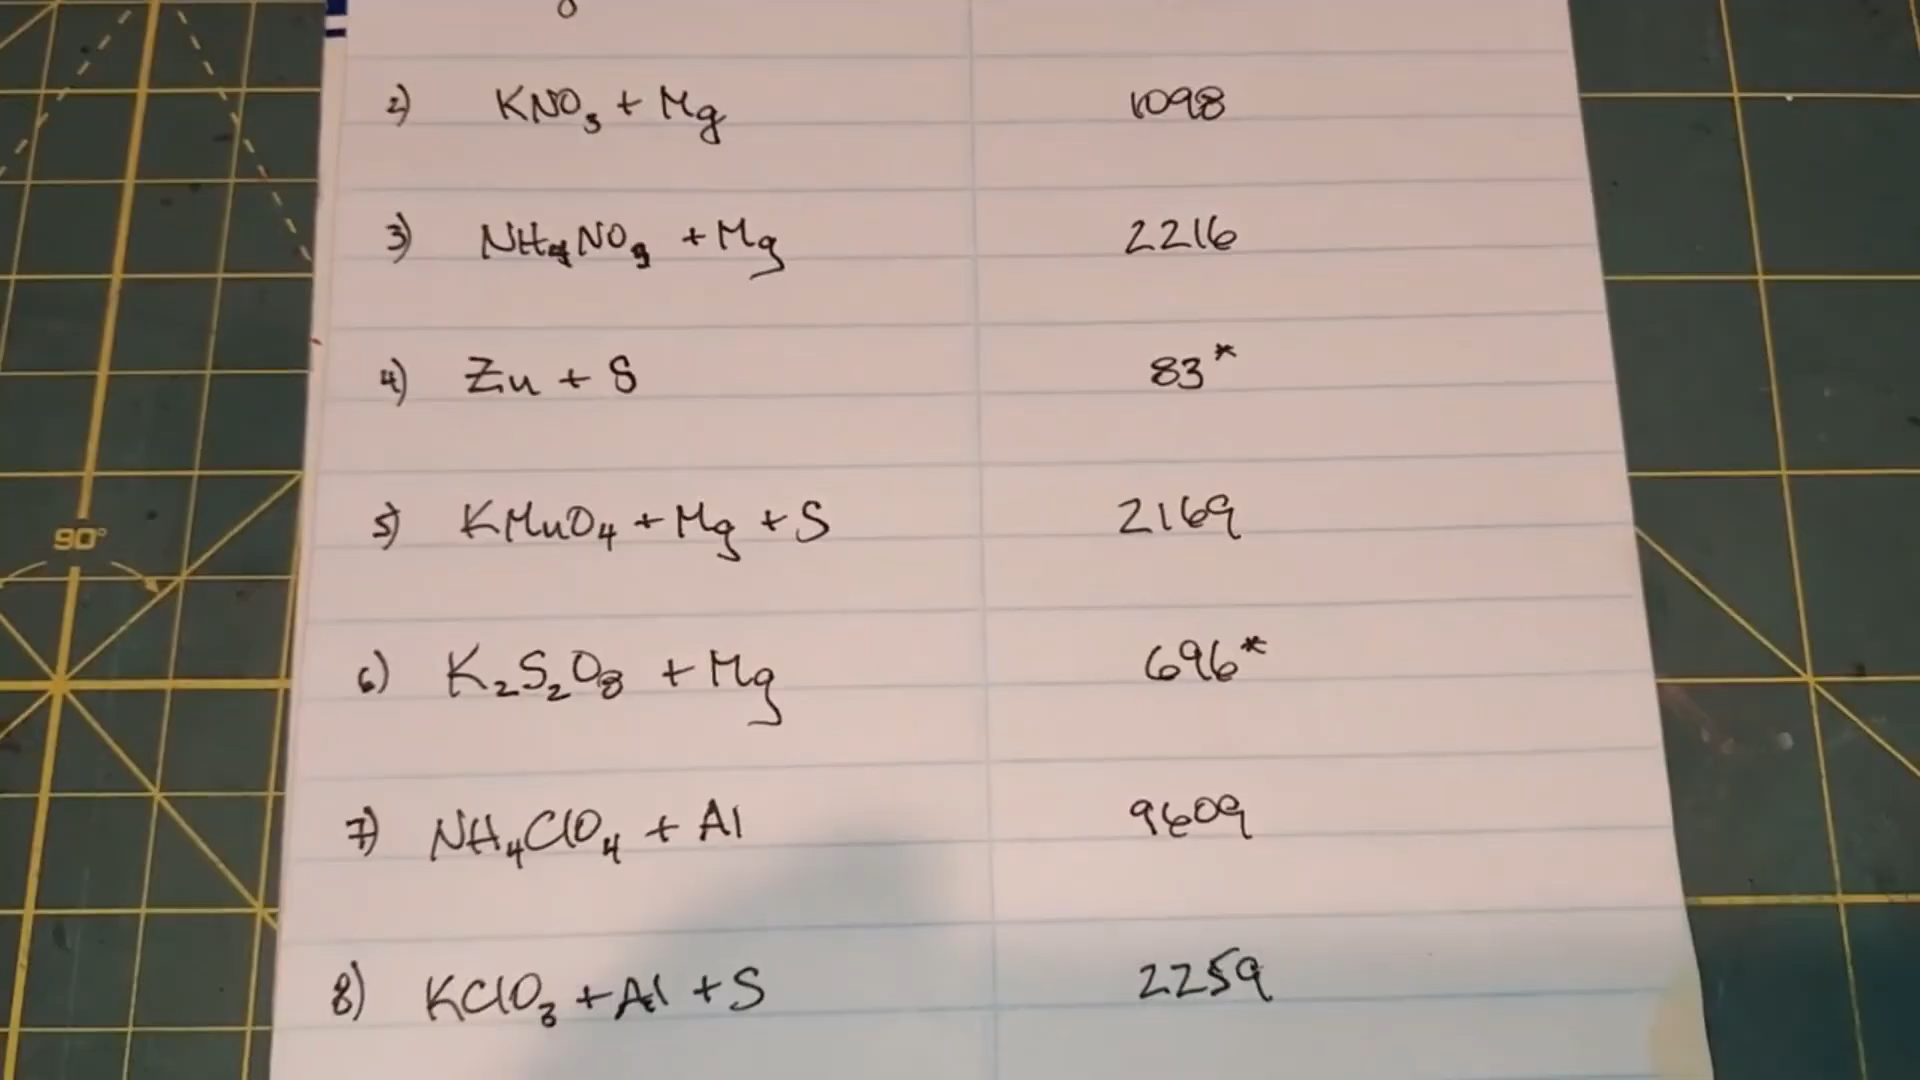 2) KNO₃ + Mg 1098
3) NH₄NO₃ + Mg 2216
4) Zn + S 83*
5) KMnO₄ + Mg + S 2169
6) K₂S₂O₈ + Mg 696*
7) NH₄ClO₄ + Al 9609
8) KClO₃ + Al + S 2259
90°